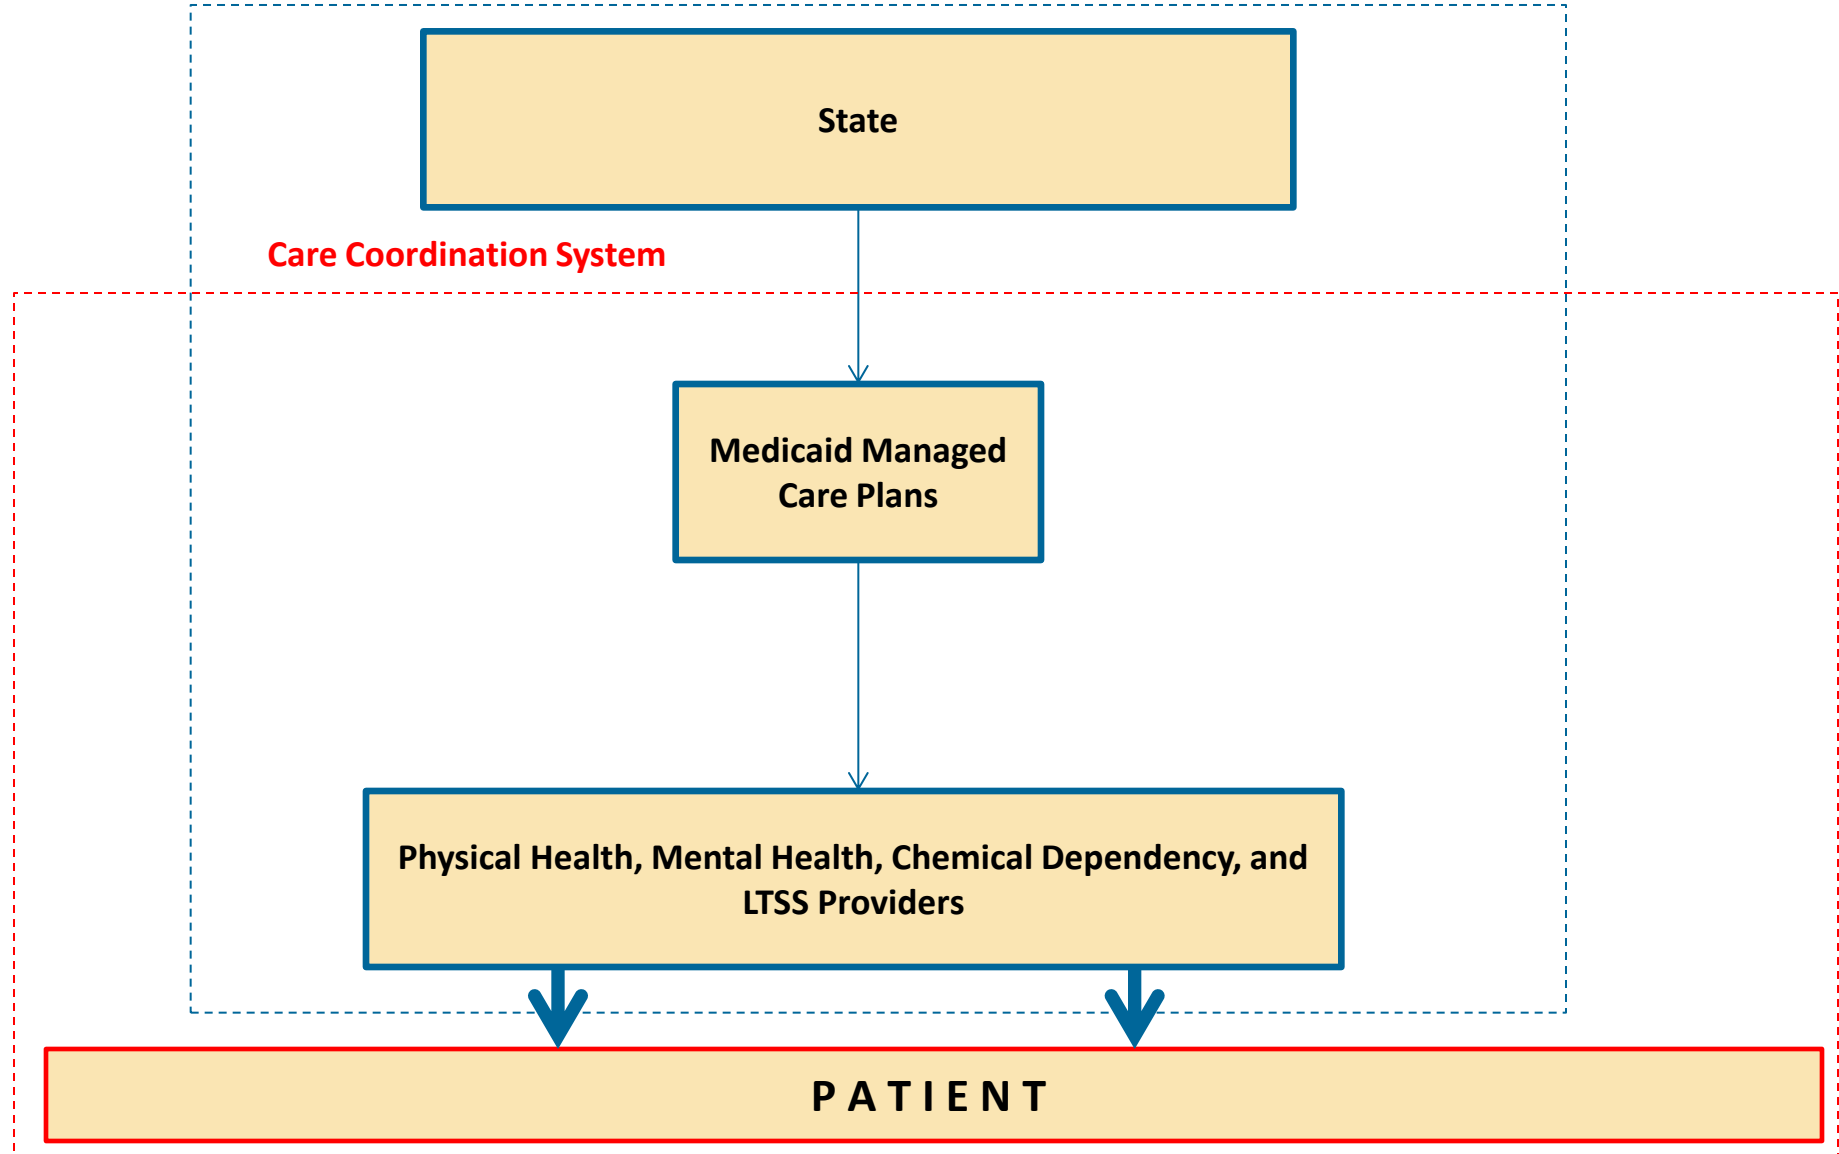 State
Care Coordination System
Medicaid Managed
Care Plans
Physical Health, Mental Health, Chemical Dependency, and
LTSS Providers
P A T I E N T